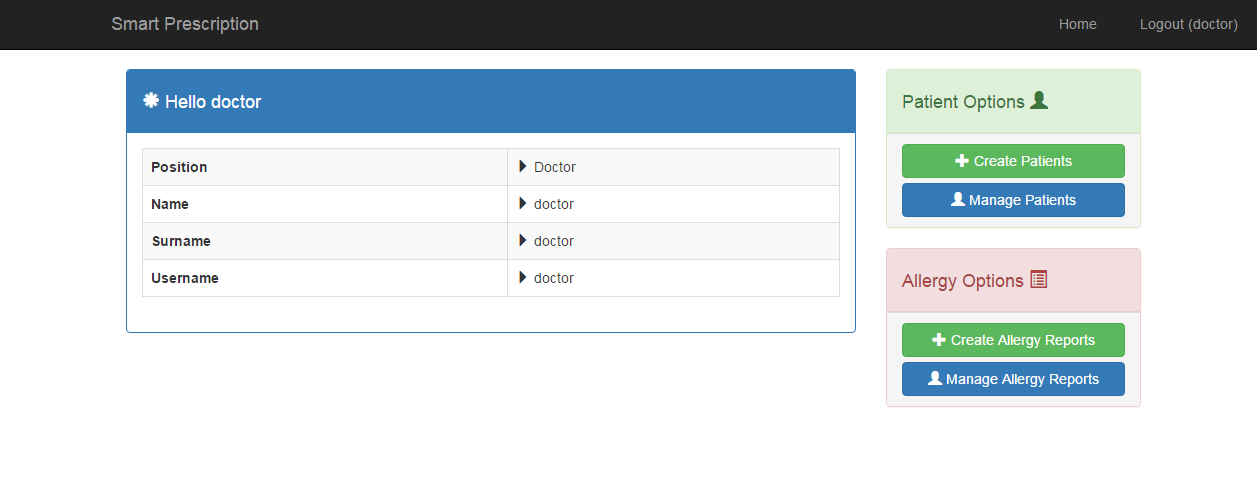 Smart Prescription Home Logout (doctor)
Hello doctor
Position Doctor
Name doctor
Surname doctor
Username doctor
Patient Options
Create Patients
Manage Patients
Allergy Options
Create Allergy Reports
Manage Allergy Reports